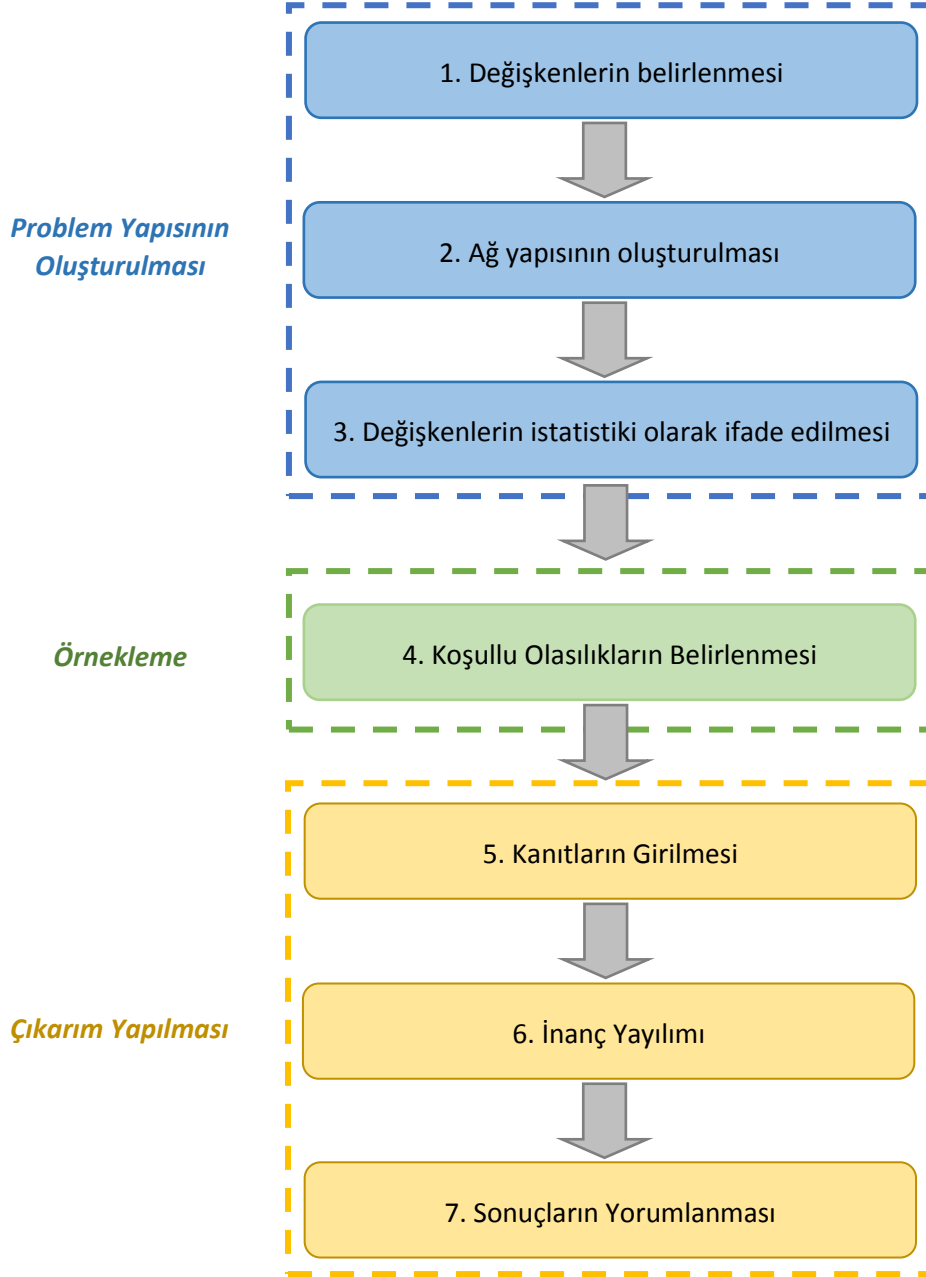 1. Değişkenlerin belirlenmesi
Problem Yapısının
Oluşturulması
2. Ağ yapısının oluşturulması
3. Değişkenlerin istatistiki olarak ifade edilmesi
Örnekleme
4. Koşullu Olasılıkların Belirlenmesi
5. Kanıtların Girilmesi
Çıkarım Yapılması
6. İnanç Yayılımı
7. Sonuçların Yorumlanması